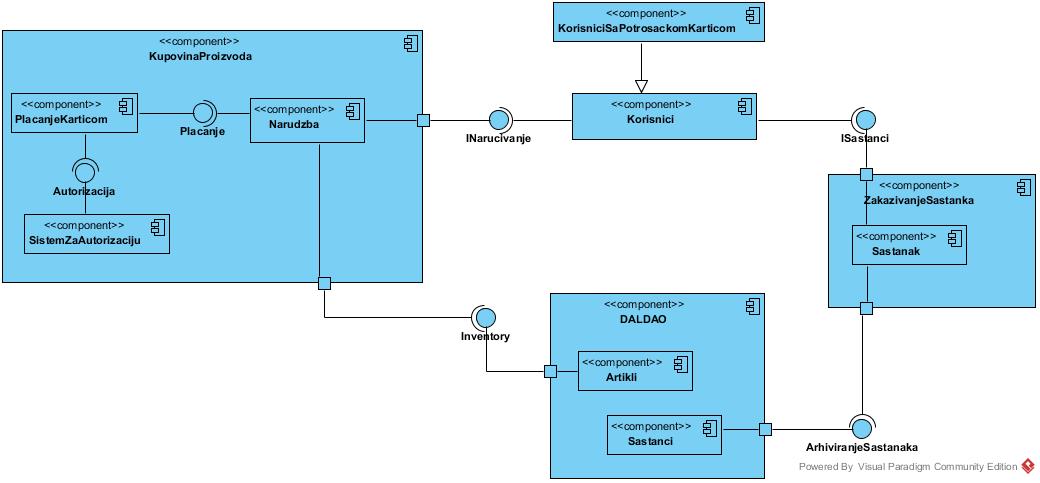 <<component>>
KorisniciSaPotrosackomKarticom
<<component>>
KupovinaProizvoda
<<component>>
PlacanjeKarticom
Placanje
<<component>>
Narudzba
INarucivanje
<<component>>
Korisnici
ISastanci
Autorizacija
<<component>>
SistemZaAutorizaciju
<<component>>
ZakazivanjeSastanka
<<component>>
Sastanak
Inventory
<<component>>
DALDAO
<<component>>
Artikli
<<component>>
Sastanci
ArhiviranjeSastanaka
Powered By Visual Paradigm Community Edition